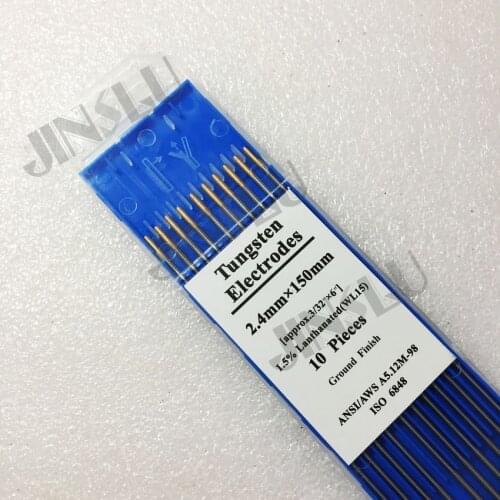 JINSLU
Tungsten
Electrodes
2.4mm×150mm
[approx.3/32"×6"]
1.5% Lanthanated(WL15)
10 Pieces
Ground Finish
ANSI/AWS A5.12M-98
ISO 6848
JINSLU